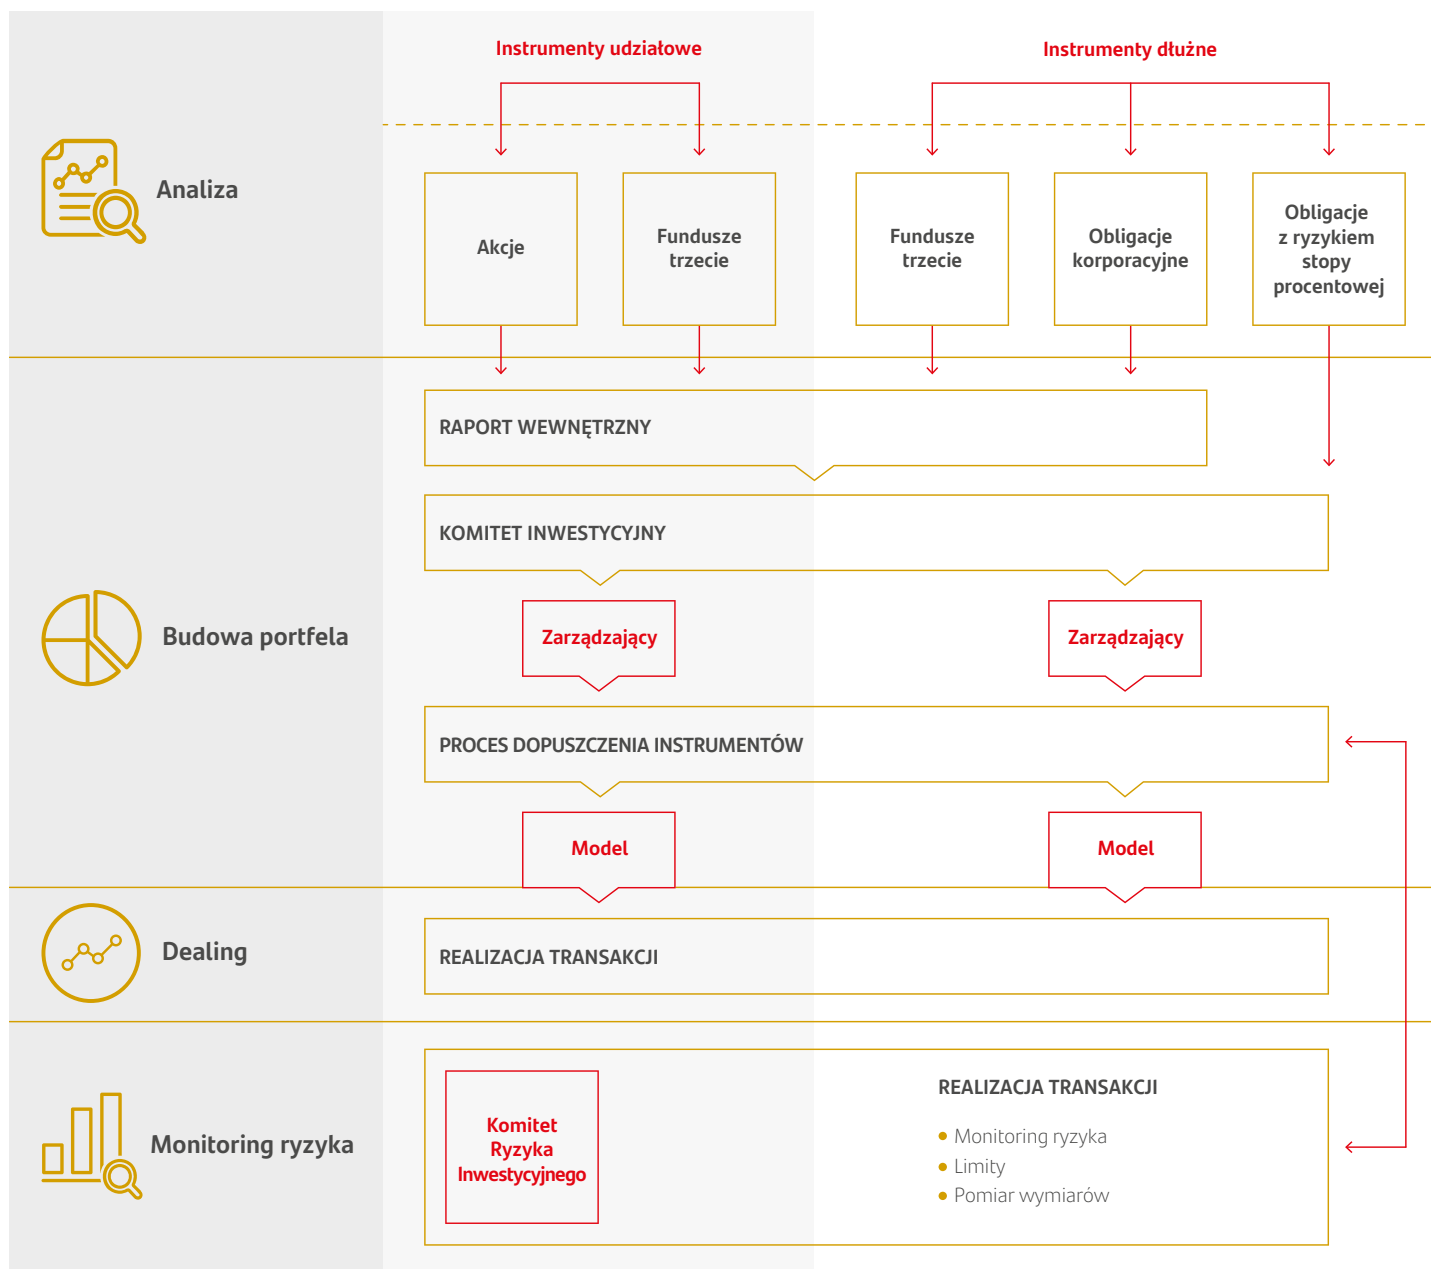 Instrumenty udziałowe
Instrumenty dłużne
Analiza
Akcje
Fundusze
trzecie
Fundusze
trzecie
Obligacje
korporacyjne
Obligacje
z ryzykiem
stopy
procentowej
RAPORT WEWNĘTRZNY
KOMITET INWESTYCYJNY
Budowa portfela
Zarządzający
Zarządzający
PROCES DOPUSZCZENIA INSTRUMENTÓW
Model
Model
Dealing
REALIZACJA TRANSAKCJI
Monitoring ryzyka
Komitet
Ryzyka
Inwestycyjnego
REALIZACJA TRANSAKCJI
Monitoring ryzyka
Limity
Pomiar wymiarów